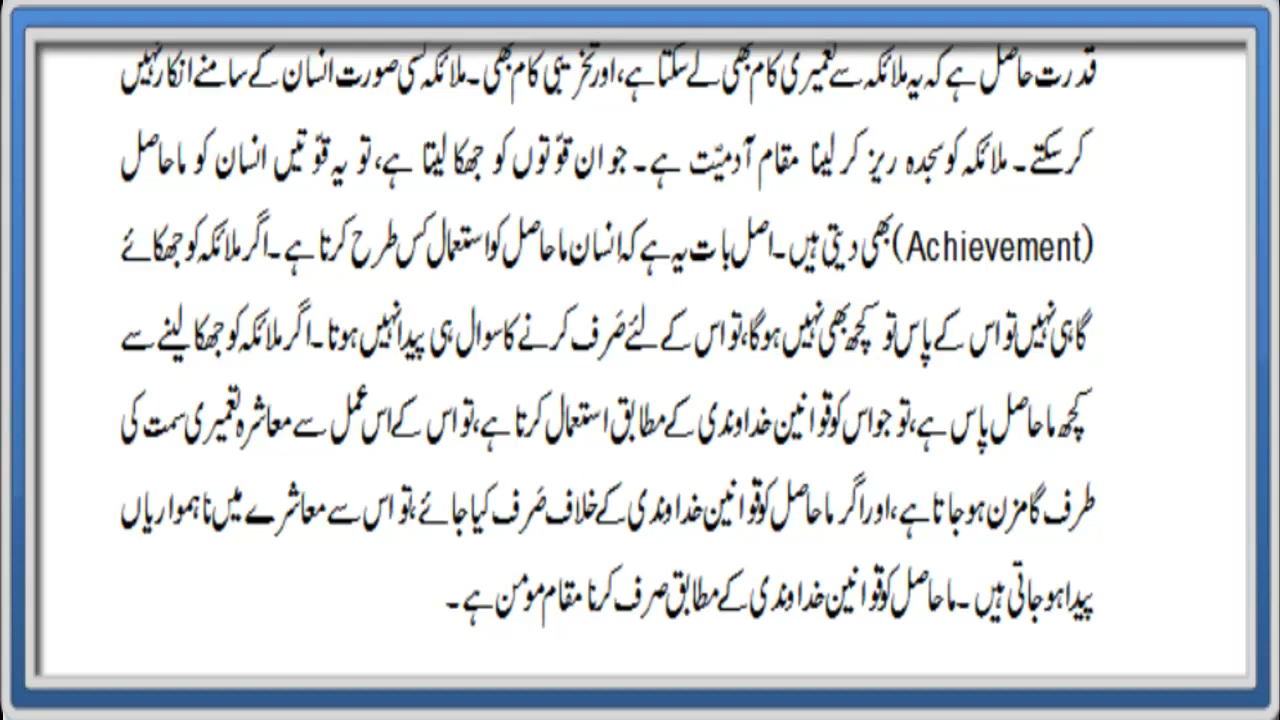 قدرت حاصل ہے کہ یہ ملائکہ سے تعمیری کام بھی لے سکتا ہے، اور تخریبی کام بھی۔ ملائکہ کسی صورت انسان کے سامنے انکار نہیں
کر سکتے۔ ملائکہ کو سجدہ ریز کر لینا مقام آدمیّت ہے۔ جو ان قوّتوں کو جھکا لیتا ہے، تو یہ قوّتیں انسان کو ماحاصل
(Achievement) بھی دیتی ہیں۔ اصل بات یہ ہے کہ انسان ماحاصل کو استعمال کس طرح کرتا ہے۔ اگر ملائکہ کو جھکائے
گا ہی نہیں تو اس کے پاس تو کچھ بھی نہیں ہوگا، تو اس کے لئے صَرف کرنے کا سوال ہی پیدا نہیں ہوتا۔ اگر ملائکہ کو جھکا لینے سے
کچھ ماحاصل پاس ہے، تو جو اس کو قوانین خداوندی کے مطابق استعمال کرتا ہے، تو اس کے اس عمل سے معاشرہ تعمیری سمت کی
طرف گامزن ہو جاتا ہے، اور اگر ماحاصل کو قوانین خداوندی کے خلاف صَرف کیا جائے، تو اس سے معاشرے میں ناہمواریاں
پیدا ہو جاتی ہیں۔ ماحاصل کو قوانین خداوندی کے مطابق صرف کرنا مقام مومن ہے۔